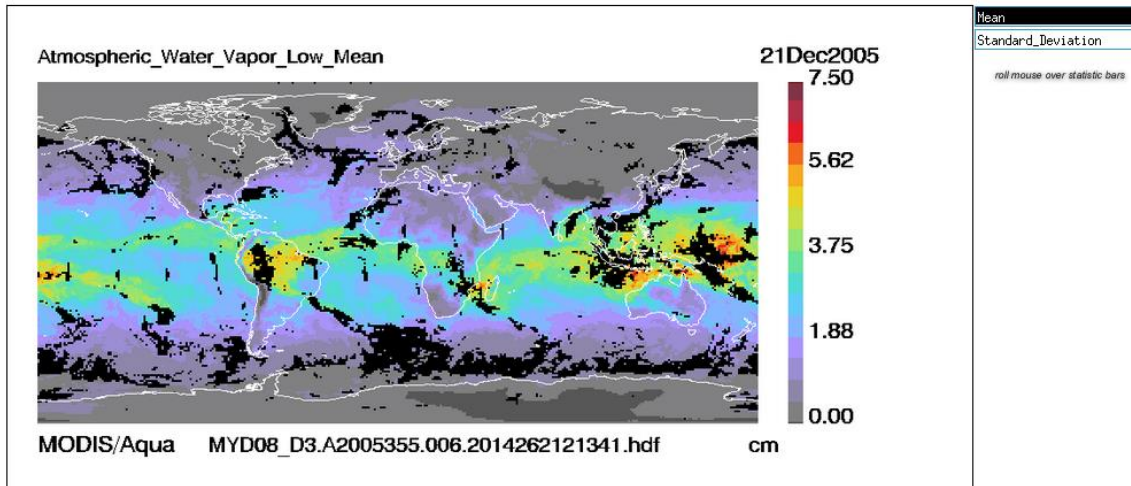 Atmospheric_Water_Vapor_Low_Mean
21Dec2005
7.50
5.62
3.75
1.88
0.00
MODIS/Aqua MYD08_D3.A2005355.006.2014262121341.hdf cm
Mean
Standard_Deviation
roll mouse over statistic bars